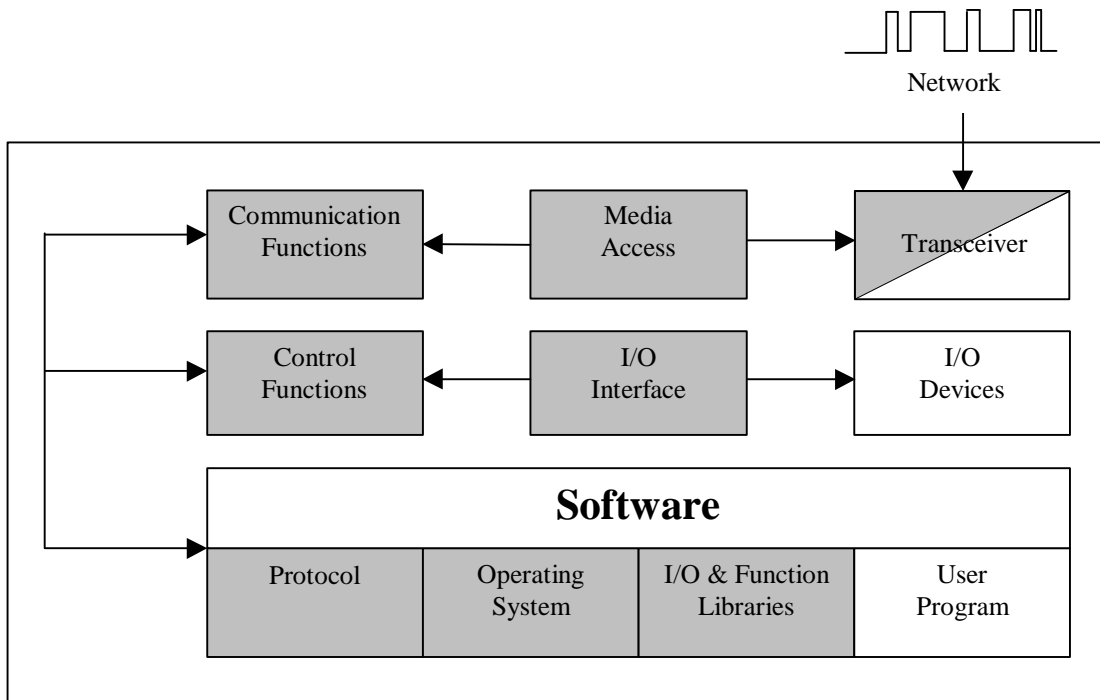 Network
Communication
Functions
Media
Access
Transceiver
Control
Functions
I/O
Interface
I/O
Devices
Software
Protocol
Operating
System
I/O & Function
Libraries
User
Program